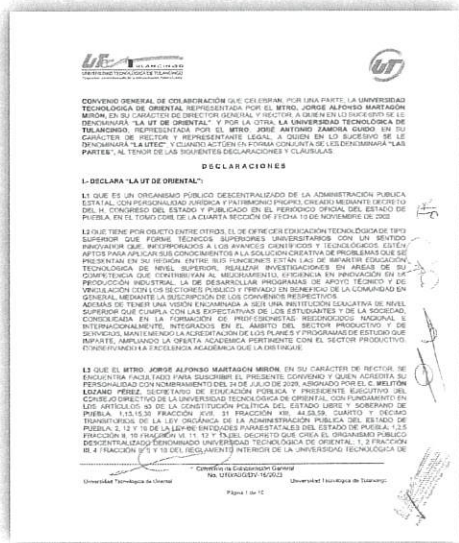 UT TULANCINGO
UNIVERSIDAD TECNOLÓGICA DE TULANCINGO
CONVENIO GENERAL DE COLABORACIÓN QUE CELEBRAN, POR UNA PARTE, LA UNIVERSIDAD
TECNOLÓGICA DE ORIENTAL REPRESENTADA POR EL MTRO. JORGE ALFONSO MARTAGÓN
MIRÓN, EN SU CARÁCTER DE DIRECTOR GENERAL Y RECTOR, A QUIEN EN LO SUCESIVO SE LE
DENOMINARÁ "LA UT DE ORIENTAL"; Y POR LA OTRA, LA UNIVERSIDAD TECNOLÓGICA DE
TULANCINGO, REPRESENTADA POR EL MTRO. JOSÉ ANTONIO ZAMORA GUIDO EN SU
CARÁCTER DE RECTOR Y REPRESENTANTE LEGAL, A QUIEN EN LO SUCESIVO SE LE
DENOMINARÁ "LA UTEC", Y CUANDO ACTÚEN EN FORMA CONJUNTA SE LES DENOMINARÁ "LAS
PARTES", AL TENOR DE LAS SIGUIENTES DECLARACIONES Y CLÁUSULAS.
DECLARACIONES
I.- DECLARA "LA UT DE ORIENTAL":
I.1 QUE ES UN ORGANISMO PÚBLICO DESCENTRALIZADO DE LA ADMINISTRACIÓN PÚBLICA
ESTATAL, CON PERSONALIDAD JURÍDICA Y PATRIMONIO PROPIO, CREADO MEDIANTE DECRETO
DEL H. CONGRESO DEL ESTADO Y PUBLICADO EN EL PERIÓDICO OFICIAL DEL ESTADO DE
PUEBLA, EN EL TOMO DE LA CUARTA SECCIÓN DE FECHA 10 DE NOVIEMBRE DE
I.2 QUE TIENE POR OBJETO ENTRE OTROS, EL DE OFRECER EDUCACIÓN TECNOLÓGICA DE TIPO
SUPERIOR QUE FORME TÉCNICOS SUPERIORES UNIVERSITARIOS CON UN SENTIDO
INNOVADOR QUE, INCORPORADOS A LOS AVANCES CIENTÍFICOS Y TECNOLÓGICOS, ESTÉN
APTOS PARA APLICAR SUS CONOCIMIENTOS A LA SOLUCIÓN CREATIVA DE PROBLEMAS QUE SE
PRESENTAN EN SU REGIÓN. ENTRE SUS FUNCIONES ESTÁN LAS DE IMPARTIR EDUCACIÓN
TECNOLÓGICA DE NIVEL SUPERIOR, REALIZAR INVESTIGACIONES EN ÁREAS DE SU
COMPETENCIA QUE CONTRIBUYAN AL MEJORAMIENTO, EFICIENCIA EN INNOVACIÓN EN LA
PRODUCCIÓN INDUSTRIAL, LA DE DESARROLLAR PROGRAMAS DE APOYO TÉCNICO Y DE
VINCULACIÓN CON LOS SECTORES PÚBLICO Y PRIVADO EN BENEFICIO DE LA COMUNIDAD EN
GENERAL, MEDIANTE LA SUSCRIPCIÓN DE LOS CONVENIOS RESPECTIVOS.
ADEMÁS DE TENER UNA VISIÓN ENCAMINADA A SER UNA INSTITUCIÓN EDUCATIVA DE NIVEL
SUPERIOR QUE CUMPLA CON LAS EXPECTATIVAS DE LOS ESTUDIANTES Y DE LA SOCIEDAD,
CONSOLIDADA EN LA FORMACIÓN DE PROFESIONISTAS RECONOCIDOS NACIONAL E
INTERNACIONALMENTE, INTEGRADOS EN EL ÁMBITO DEL SECTOR PRODUCTIVO Y DE
SERVICIOS, MANTENIENDO LA ACREDITACIÓN DE LOS PLANES Y PROGRAMAS DE ESTUDIO QUE
IMPARTE, AMPLIANDO LA OFERTA ACADÉMICA PERTINENTE CON EL SECTOR PRODUCTIVO,
CONSERVANDO LA EXCELENCIA ACADÉMICA QUE LA DISTINGUE.
I.3 QUE EL MTRO. JORGE ALFONSO MARTAGÓN MIRÓN, EN SU CARÁCTER DE RECTOR, SE
ENCUENTRA FACULTADO PARA SUSCRIBIR EL PRESENTE CONVENIO Y QUIEN ACREDITA SU
PERSONALIDAD CON NOMBRAMIENTO DEL 24 DE JULIO DE ASIGNADO POR EL C. MELITÓN
LOZANO PÉREZ, SECRETARIO DE EDUCACIÓN PÚBLICA Y PRESIDENTE EJECUTIVO DEL
CONSEJO DIRECTIVO DE LA UNIVERSIDAD TECNOLÓGICA DE ORIENTAL, CON FUNDAMENTO EN
LOS ARTÍCULOS DE LA CONSTITUCIÓN POLÍTICA DEL ESTADO LIBRE Y SOBERANO DE
PUEBLA, FRACCIÓN XVII, 31 FRACCIÓN XIII, CUARTO Y DÉCIMO
TRANSITORIOS DE LA LEY ORGÁNICA DE LA ADMINISTRACIÓN PÚBLICA DEL ESTADO DE
PUEBLA; DE LA LEY DE ENTIDADES PARAESTATALES DEL ESTADO DE PUEBLA;
FRACCIÓN II, 10 FRACCIÓN VI, 11, 12 Y DEL DECRETO QUE CREA EL ORGANISMO PÚBLICO
DESCENTRALIZADO DENOMINADO UNIVERSIDAD TECNOLÓGICA DE ORIENTAL; 1, 2 FRACCIÓN
III, 4 FRACCIÓN Y 10 DEL REGLAMENTO INTERIOR DE LA UNIVERSIDAD TECNOLÓGICA DE
Convenio de Colaboración General
Universidad Tecnológica de Oriental
Universidad Tecnológica de Tulancingo